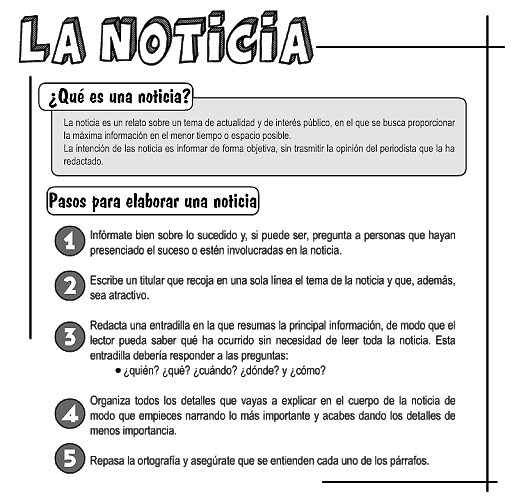 LA NOTICIA
¿Qué es una noticia?
La noticia es un relato sobre un tema de actualidad y de interés público, en el que se busca proporcionar
la máxima información en el menor tiempo o espacio posible.
La intención de las noticia es informar de forma objetiva, sin trasmitir la opinión del periodista que la ha
redactado.
Pasos para elaborar una noticia
1 Infórmate bien sobre lo sucedido y, si puede ser, pregunta a personas que hayan
presenciado el suceso o estén involucradas en la noticia.
2 Escribe un titular que recoja en una sola línea el tema de la noticia y que, además,
sea atractivo.
3 Redacta una entradilla en la que resumas la principal información, de modo que el
lector pueda saber qué ha ocurrido sin necesidad de leer toda la noticia. Esta
entradilla debería responder a las preguntas:
• ¿quién? ¿qué? ¿cuándo? ¿dónde? y ¿cómo?
4 Organiza todos los detalles que vayas a explicar en el cuerpo de la noticia de
modo que empieces narrando lo más importante y acabes dando los detalles de
menos importancia.
5 Repasa la ortografía y asegúrate que se entienden cada uno de los párrafos.